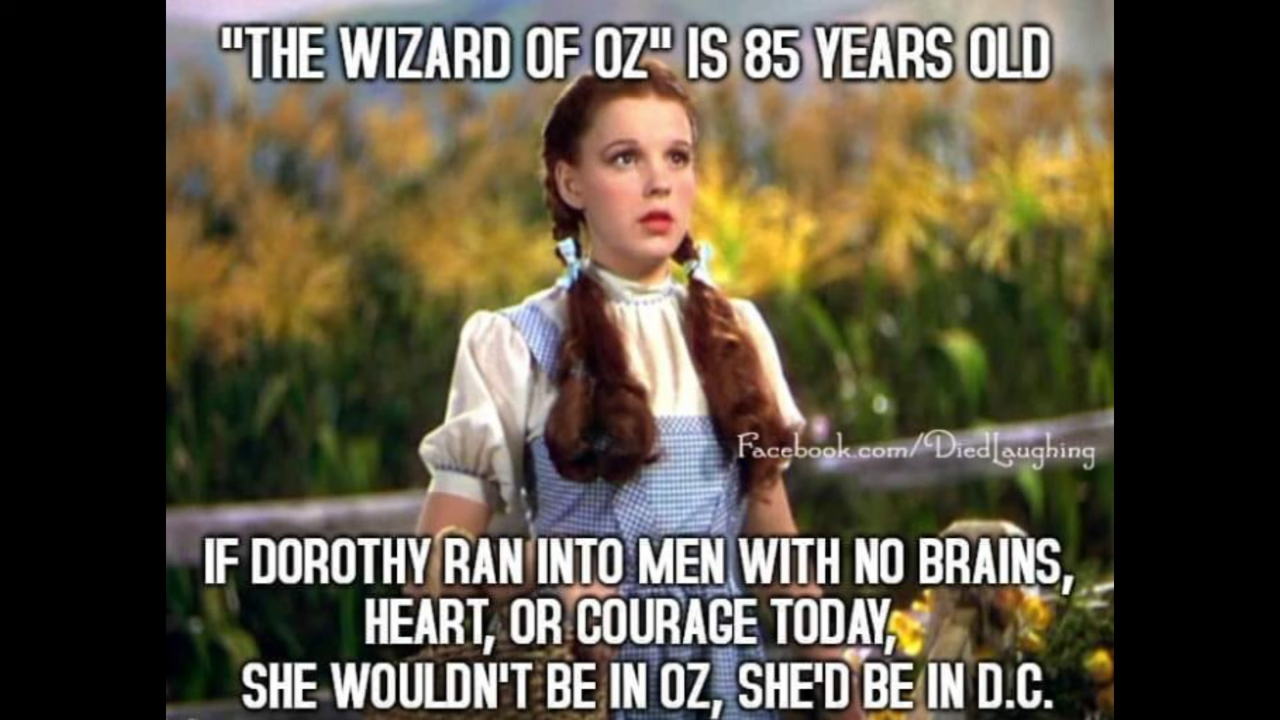 "THE WIZARD OF OZ" IS 85 YEARS OLD
Facebook.com/DiedLaughing
IF DOROTHY RAN INTO MEN WITH NO BRAINS,
HEART, OR COURAGE TODAY,
SHE WOULDN'T BE IN OZ, SHE'D BE IN D.C.